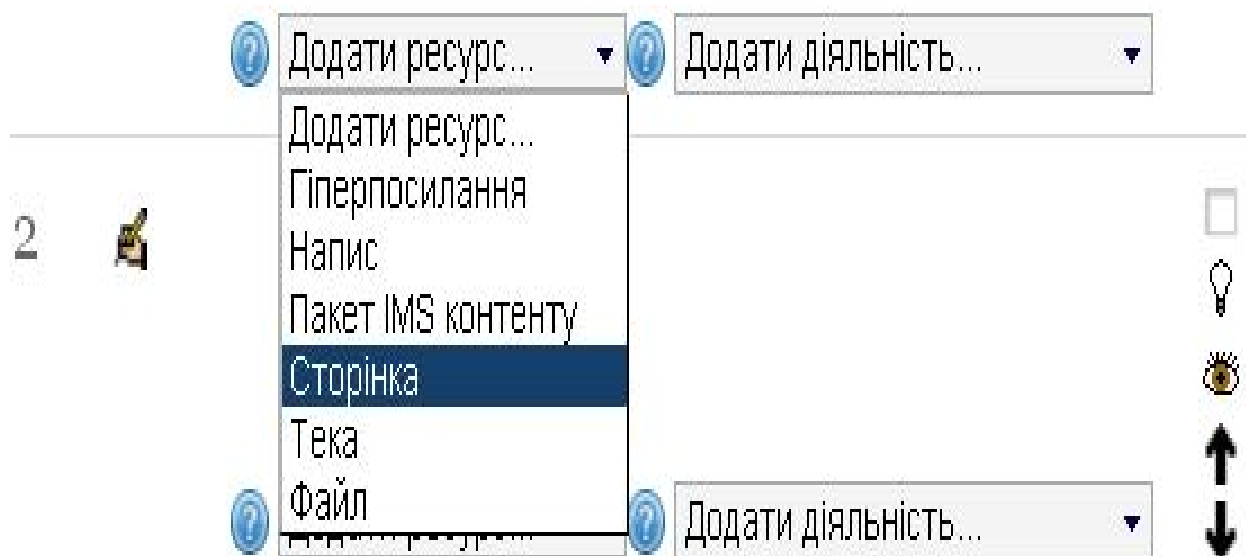 Додати ресурс... Додати діяльність...
Додати ресурс...
Гіперпосилання
2 Напис
Пакет IMS контенту
Сторінка
Тека
Файл
Додати діяльність...